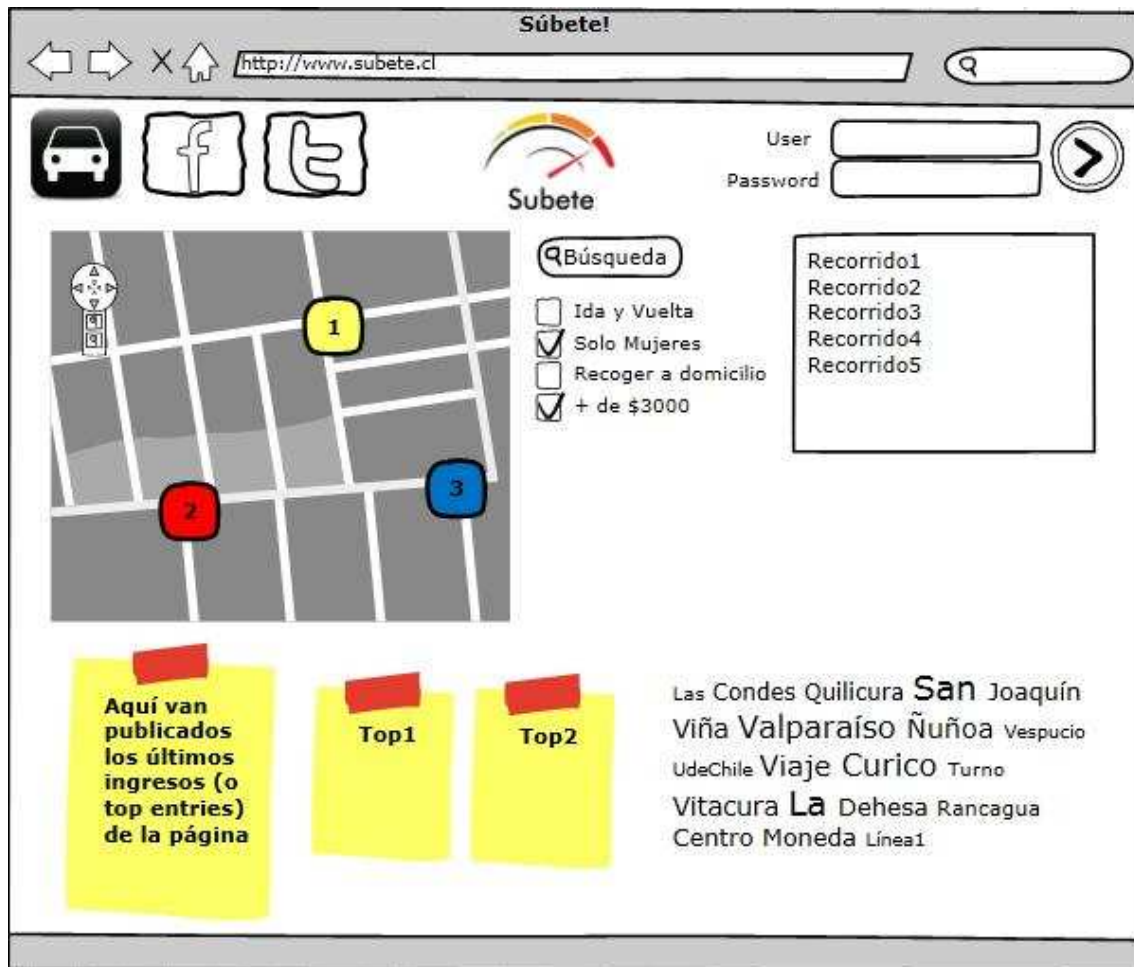 Súbete!
http://www.subete.cl
Subete
User
Password
1
2
3
Búsqueda
Ida y Vuelta
Solo Mujeres
Recoger a domicilio
+ de $3000
Recorrido1
Recorrido2
Recorrido3
Recorrido4
Recorrido5
Aquí van
publicados
los últimos
ingresos (o
top entries)
de la página
Top1
Top2
Las Condes Quilicura San Joaquín
Viña Valparaíso Ñuñoa Vespucio
UdeChile Viaje Curico Turno
Vitacura La Dehesa Rancagua
Centro Moneda Línea1